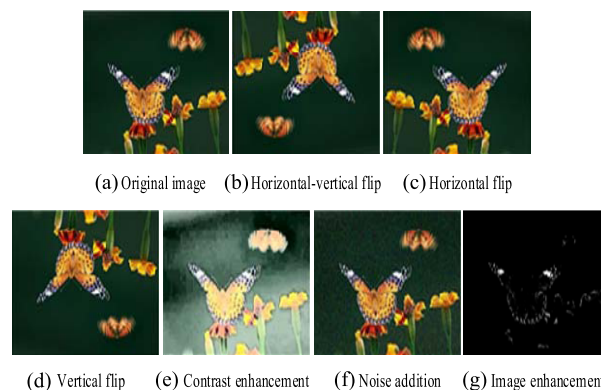 (a) Original image (b) Horizontal-vertical flip (c) Horizontal flip
(d) Vertical flip (e) Contrast enhancement (f) Noise addition (g) Image enhancement